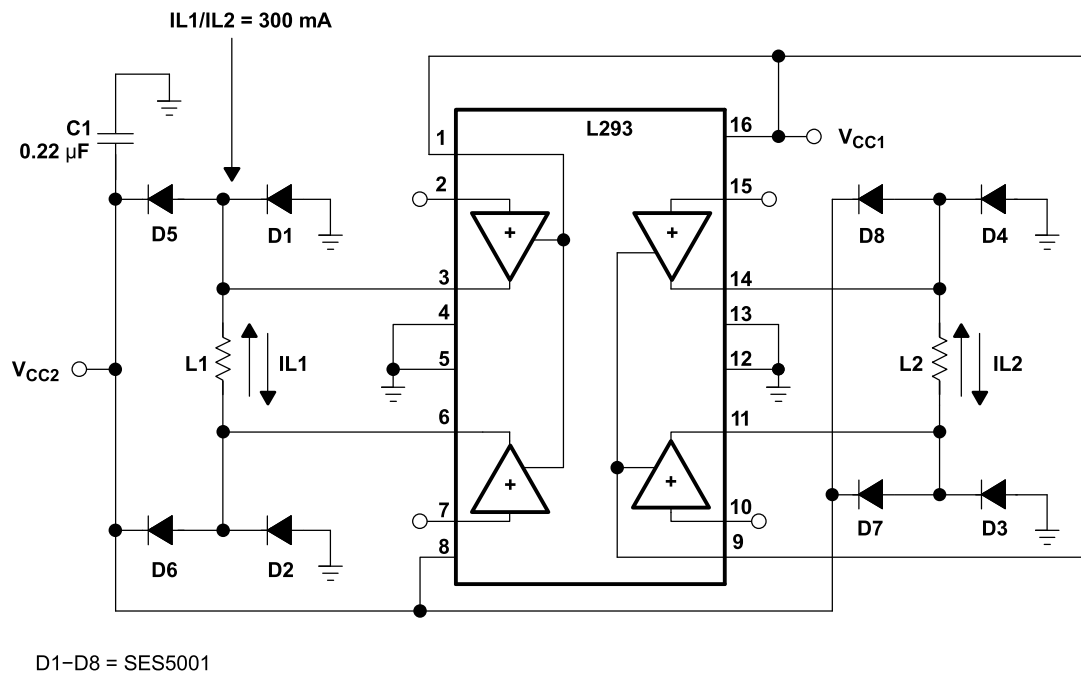 IL1/IL2 = 300 mA
C1
0.22 µF
L293
1
16
VCC1
2
15
D5
D1
D8
D4
+
+
3
14
4
13
5
12
VCC2
L1
IL1
L2
IL2
6
11
+
+
7
10
8
9
D6
D2
D7
D3
D1−D8 = SES5001